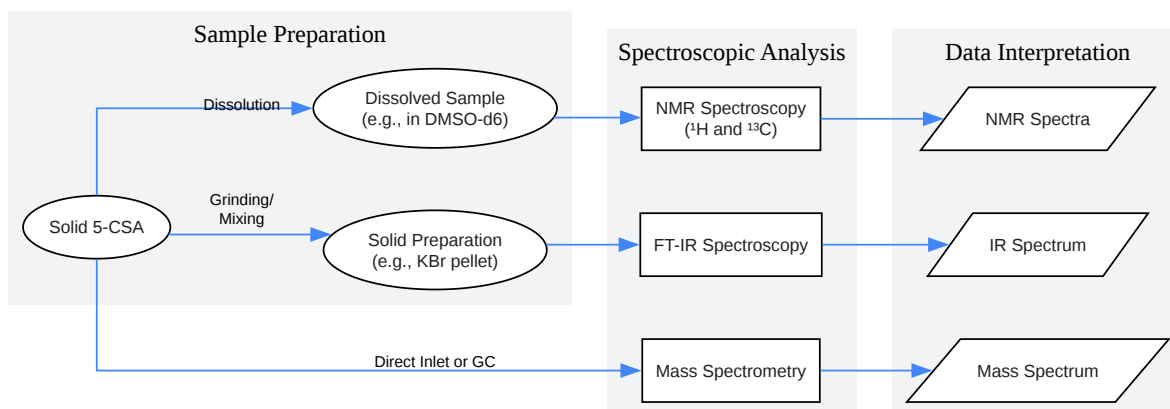 Sample Preparation
Spectroscopic Analysis
Data Interpretation
Dissolution
Dissolved Sample
(e.g., in DMSO-d6)
NMR Spectroscopy
(¹H and ¹³C)
NMR Spectra
Solid 5-CSA
Grinding/
Mixing
Solid Preparation
(e.g., KBr pellet)
FT-IR Spectroscopy
IR Spectrum
Direct Inlet or GC
Mass Spectrometry
Mass Spectrum